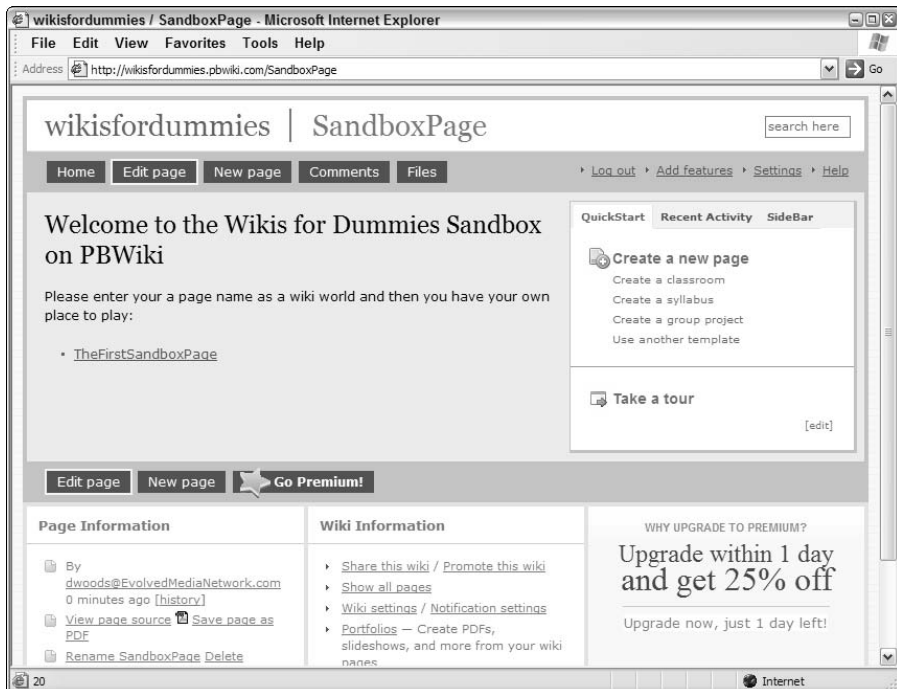 wikisfordummies / SandboxPage - Microsoft Internet Explorer
File Edit View Favorites Tools Help
Address http://wikisfordummies.pbwiki.com/SandboxPage Go
wikisfordummies | SandboxPage
search here
Home Edit page New page Comments Files
Log out Add features Settings Help
Welcome to the Wikis for Dummies Sandbox
on PBWiki
Please enter your a page name as a wiki world and then you have your own
place to play:
• TheFirstSandboxPage
QuickStart Recent Activity SideBar
Create a new page
Create a classroom
Create a syllabus
Create a group project
Use another template
Take a tour
[edit]
Edit page New page Go Premium!
Page Information
By
dwoods@EvolvedMediaNetwork.com
0 minutes ago [history]
View page source Save page as
PDF
Rename SandboxPage Delete
Wiki Information
Share this wiki / Promote this wiki
Show all pages
Wiki settings / Notification settings
Portfolios — Create PDFs,
slideshows, and more from your wiki
pages
WHY UPGRADE TO PREMIUM?
Upgrade within 1 day
and get 25% off
Upgrade now, just 1 day left!
20 Internet